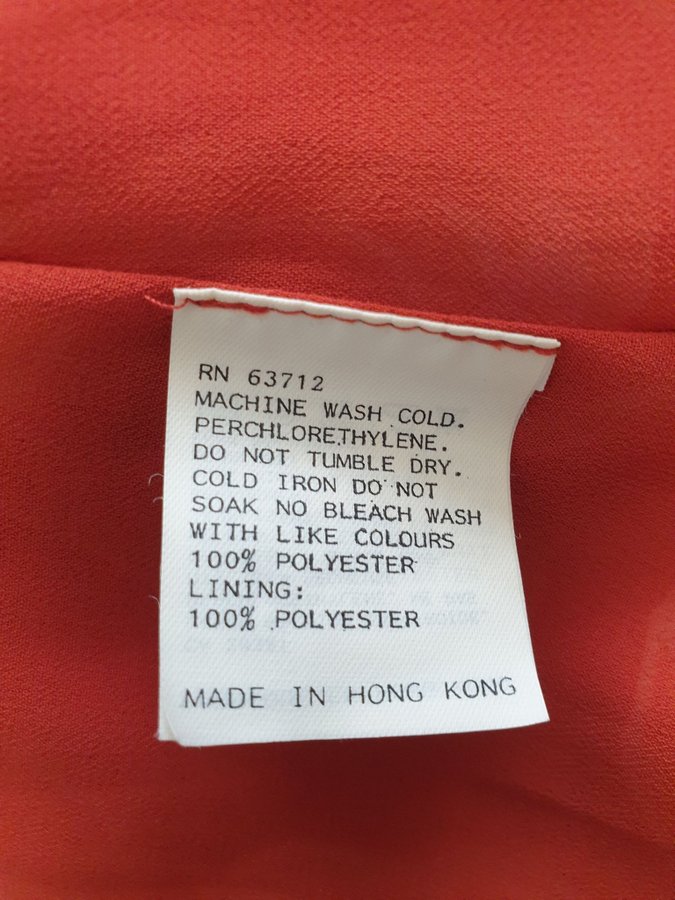 RN 63712
MACHINE WASH COLD.
PERCHLORETHYLENE.
DO NOT TUMBLE DRY.
COLD IRON DO NOT
SOAK NO BLEACH WASH
WITH LIKE COLOURS
100% POLYESTER
LINING:
100% POLYESTER
MADE IN HONG KONG